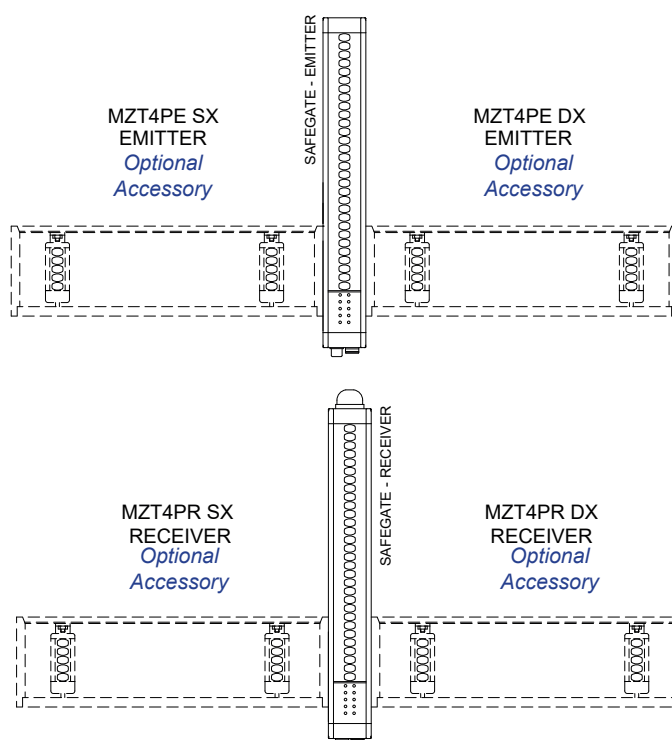 SAFEGATE - EMITTER
MZT4PE SX
EMITTER
Optional
Accessory
MZT4PE DX
EMITTER
Optional
Accessory
SAFEGATE - RECEIVER
MZT4PR SX
RECEIVER
Optional
Accessory
MZT4PR DX
RECEIVER
Optional
Accessory